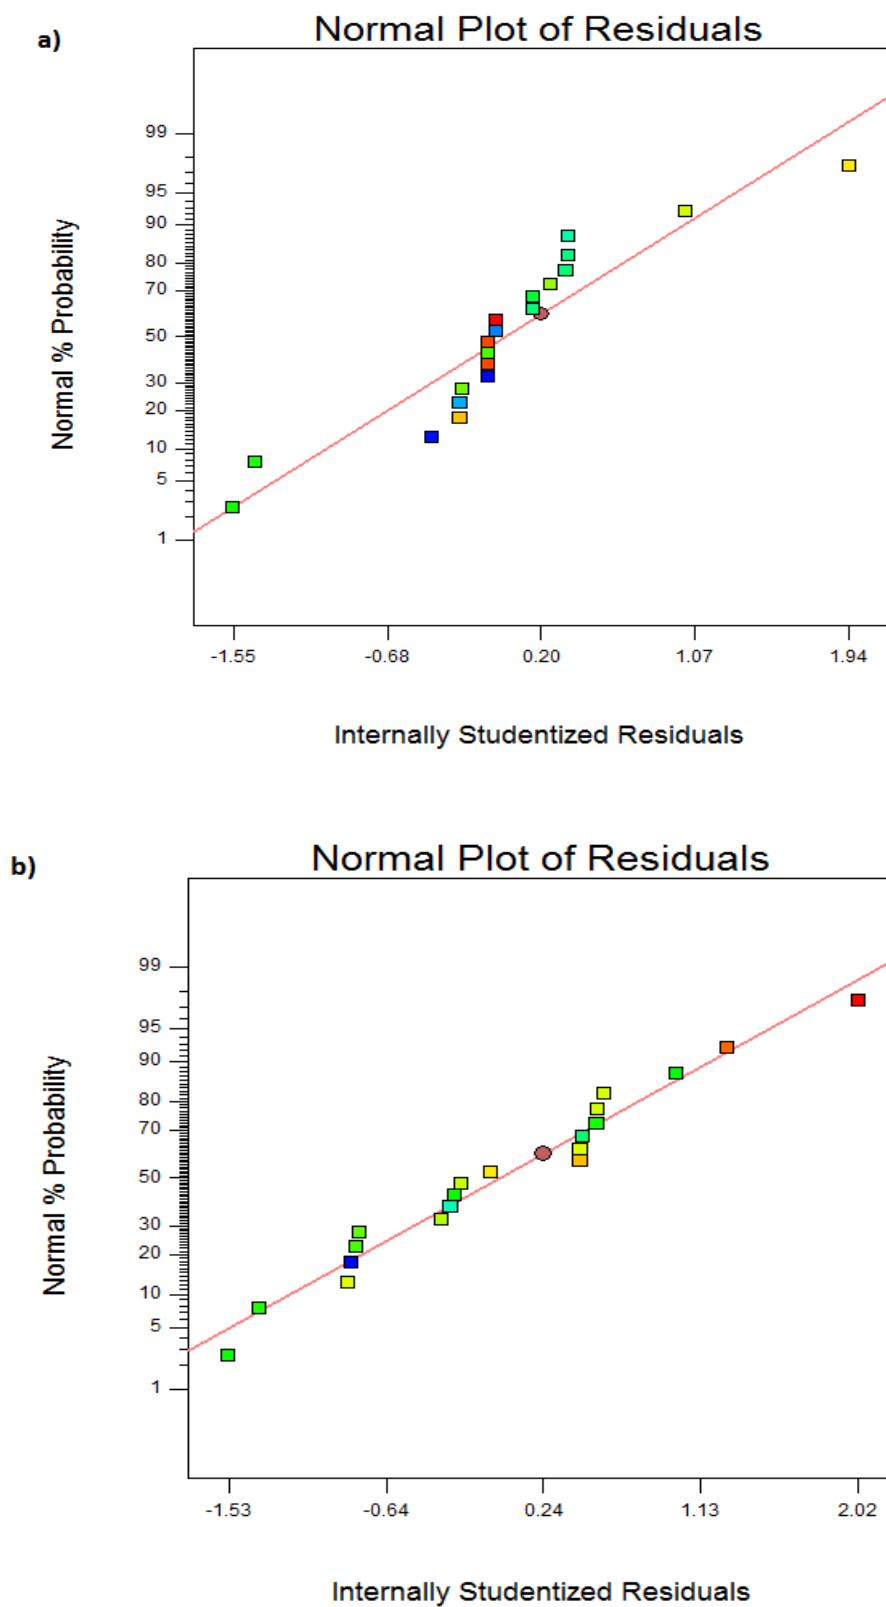 a)
Normal Plot of Residuals
Normal % Probability
99
95
90
80
70
50
30
20
10
5
1
-1.55 -0.68 0.20 1.07 1.94
Internally Studentized Residuals
b)
Normal Plot of Residuals
Normal % Probability
99
95
90
80
70
50
30
20
10
5
1
-1.53 -0.64 0.24 1.13 2.02
Internally Studentized Residuals